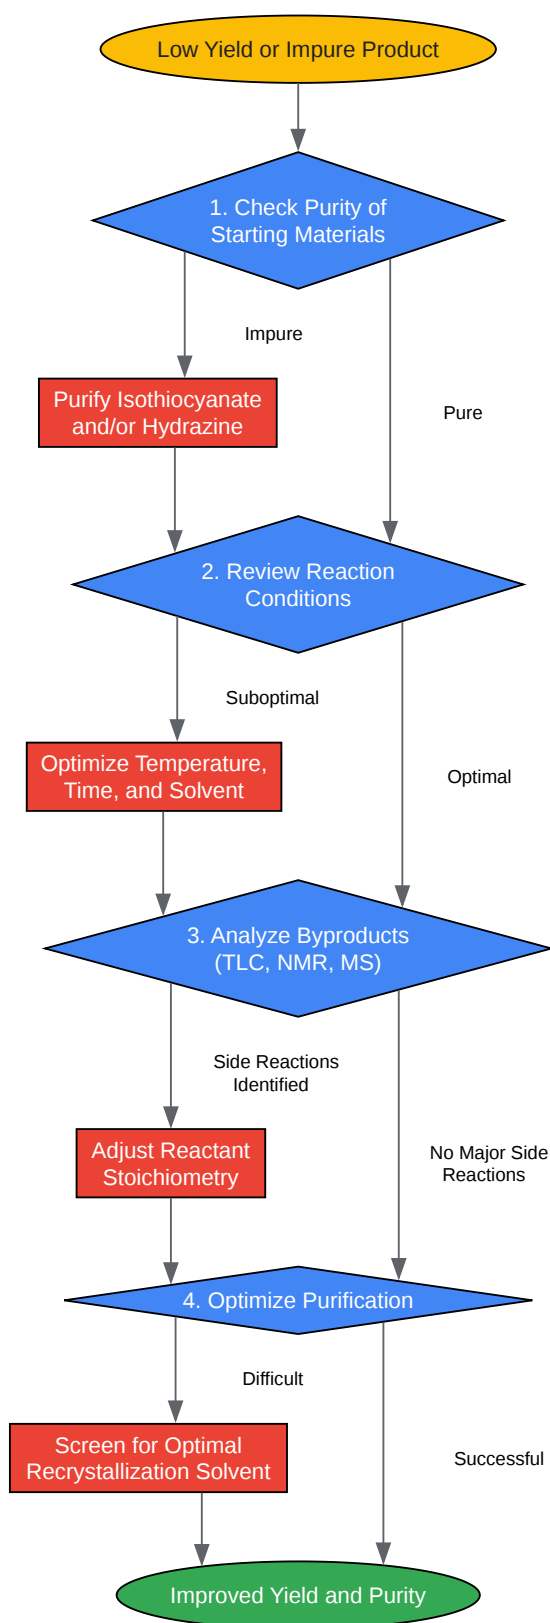 Low Yield or Impure Product
1. Check Purity of
Starting Materials
Impure
Purify Isothiocyanate
and/or Hydrazine
Pure
2. Review Reaction
Conditions
Suboptimal
Optimize Temperature,
Time, and Solvent
Optimal
3. Analyze Byproducts
(TLC, NMR, MS)
Side Reactions
Identified
Adjust Reactant
Stoichiometry
No Major Side
Reactions
4. Optimize Purification
Difficult
Screen for Optimal
Recrystallization Solvent
Successful
Improved Yield and Purity